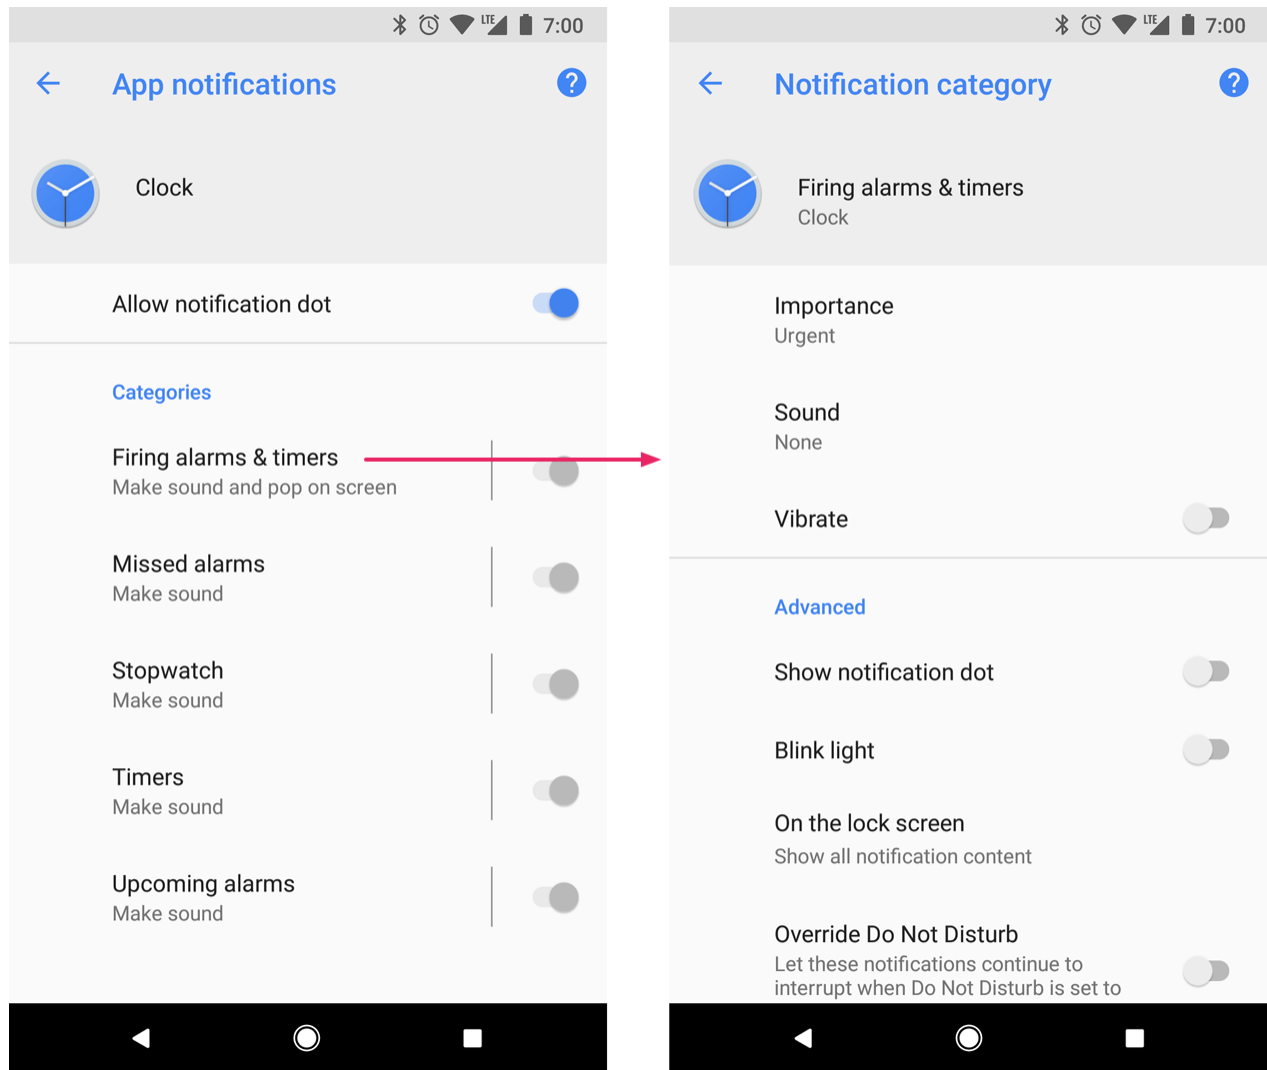 LTE 7:00
App notifications
?
Clock
Allow notification dot
Categories
Firing alarms & timers
Make sound and pop on screen
Missed alarms
Make sound
Stopwatch
Make sound
Timers
Make sound
Upcoming alarms
Make sound
LTE 7:00
Notification category
?
Firing alarms & timers
Clock
Importance
Urgent
Sound
None
Vibrate
Advanced
Show notification dot
Blink light
On the lock screen
Show all notification content
Override Do Not Disturb
Let these notifications continue to
interrupt when Do Not Disturb is set to